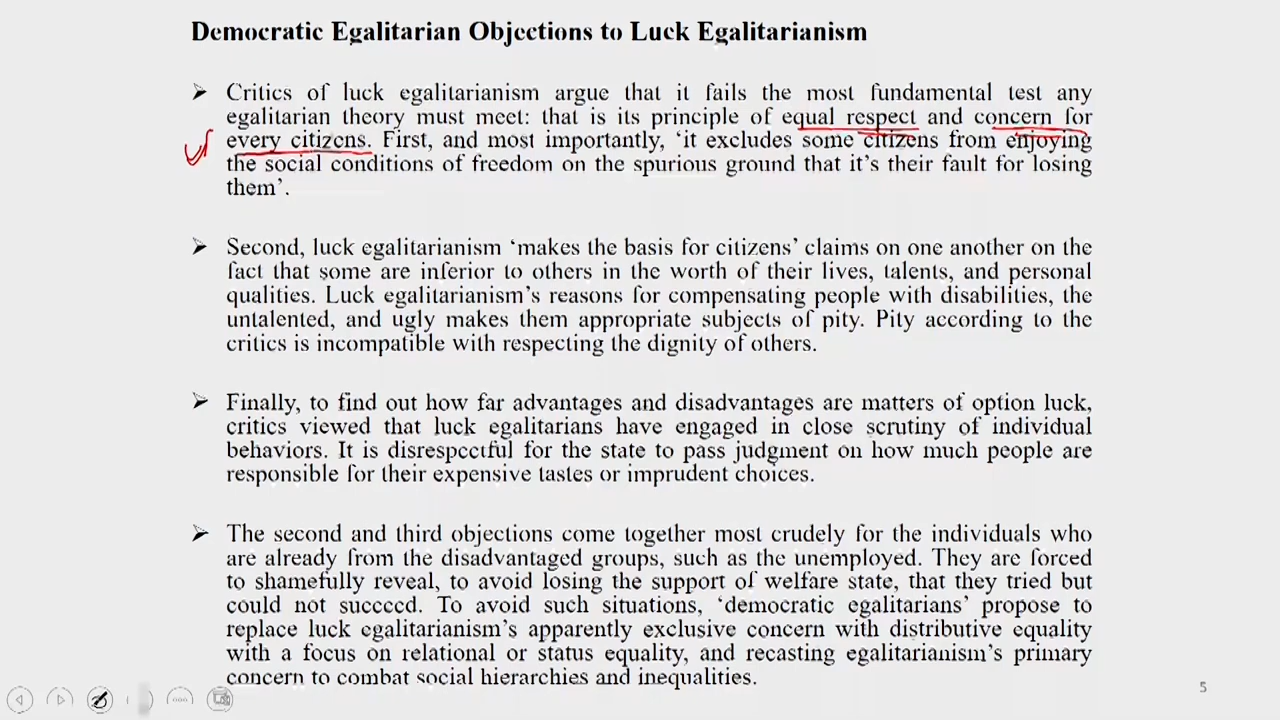 Democratic Egalitarian Objections to Luck Egalitarianism
➢ Critics of luck egalitarianism argue that it fails the most fundamental test any
egalitarian theory must meet: that is its principle of equal respect and concern for
every citizens. First, and most importantly, ‘it excludes some citizens from enjoying
the social conditions of freedom on the spurious ground that it’s their fault for losing
them’.
➢ Second, luck egalitarianism ‘makes the basis for citizens’ claims on one another on the
fact that some are inferior to others in the worth of their lives, talents, and personal
qualities. Luck egalitarianism’s reasons for compensating people with disabilities, the
untalented, and ugly makes them appropriate subjects of pity. Pity according to the
critics is incompatible with respecting the dignity of others.
➢ Finally, to find out how far advantages and disadvantages are matters of option luck,
critics viewed that luck egalitarians have engaged in close scrutiny of individual
behaviors. It is disrespectful for the state to pass judgment on how much people are
responsible for their expensive tastes or imprudent choices.
➢ The second and third objections come together most crudely for the individuals who
are already from the disadvantaged groups, such as the unemployed. They are forced
to shamefully reveal, to avoid losing the support of welfare state, that they tried but
could not succeed. To avoid such situations, ‘democratic egalitarians’ propose to
replace luck egalitarianism’s apparently exclusive concern with distributive equality
with a focus on relational or status equality, and recasting egalitarianism’s primary
concern to combat social hierarchies and inequalities.
5